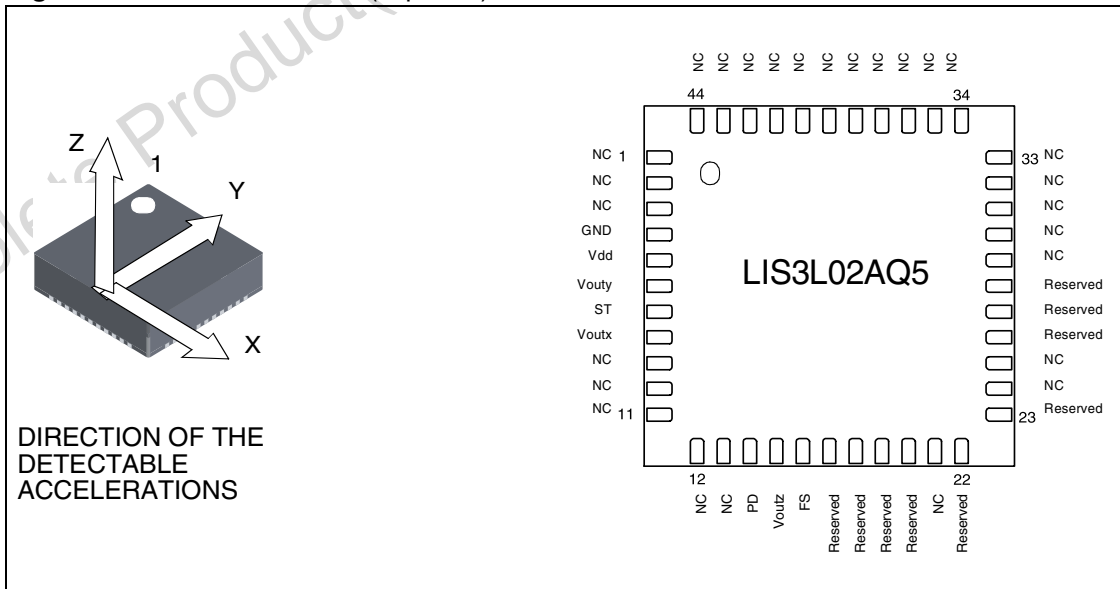 Z
1
Y
X
DIRECTION OF THE
DETECTABLE
ACCELERATIONS
NC NC NC NC NC NC NC NC NC NC NC
44 34
NC 1
NC
NC
GND
Vdd
Vouty
ST
Voutx
NC
NC
NC 11
LIS3L02AQ5
33 NC
NC
NC
NC
NC
Reserved
Reserved
Reserved
NC
NC
23 Reserved
12 22
NC
NC
PD
Voutz
FS
Reserved
Reserved
Reserved
Reserved
NC
Reserved